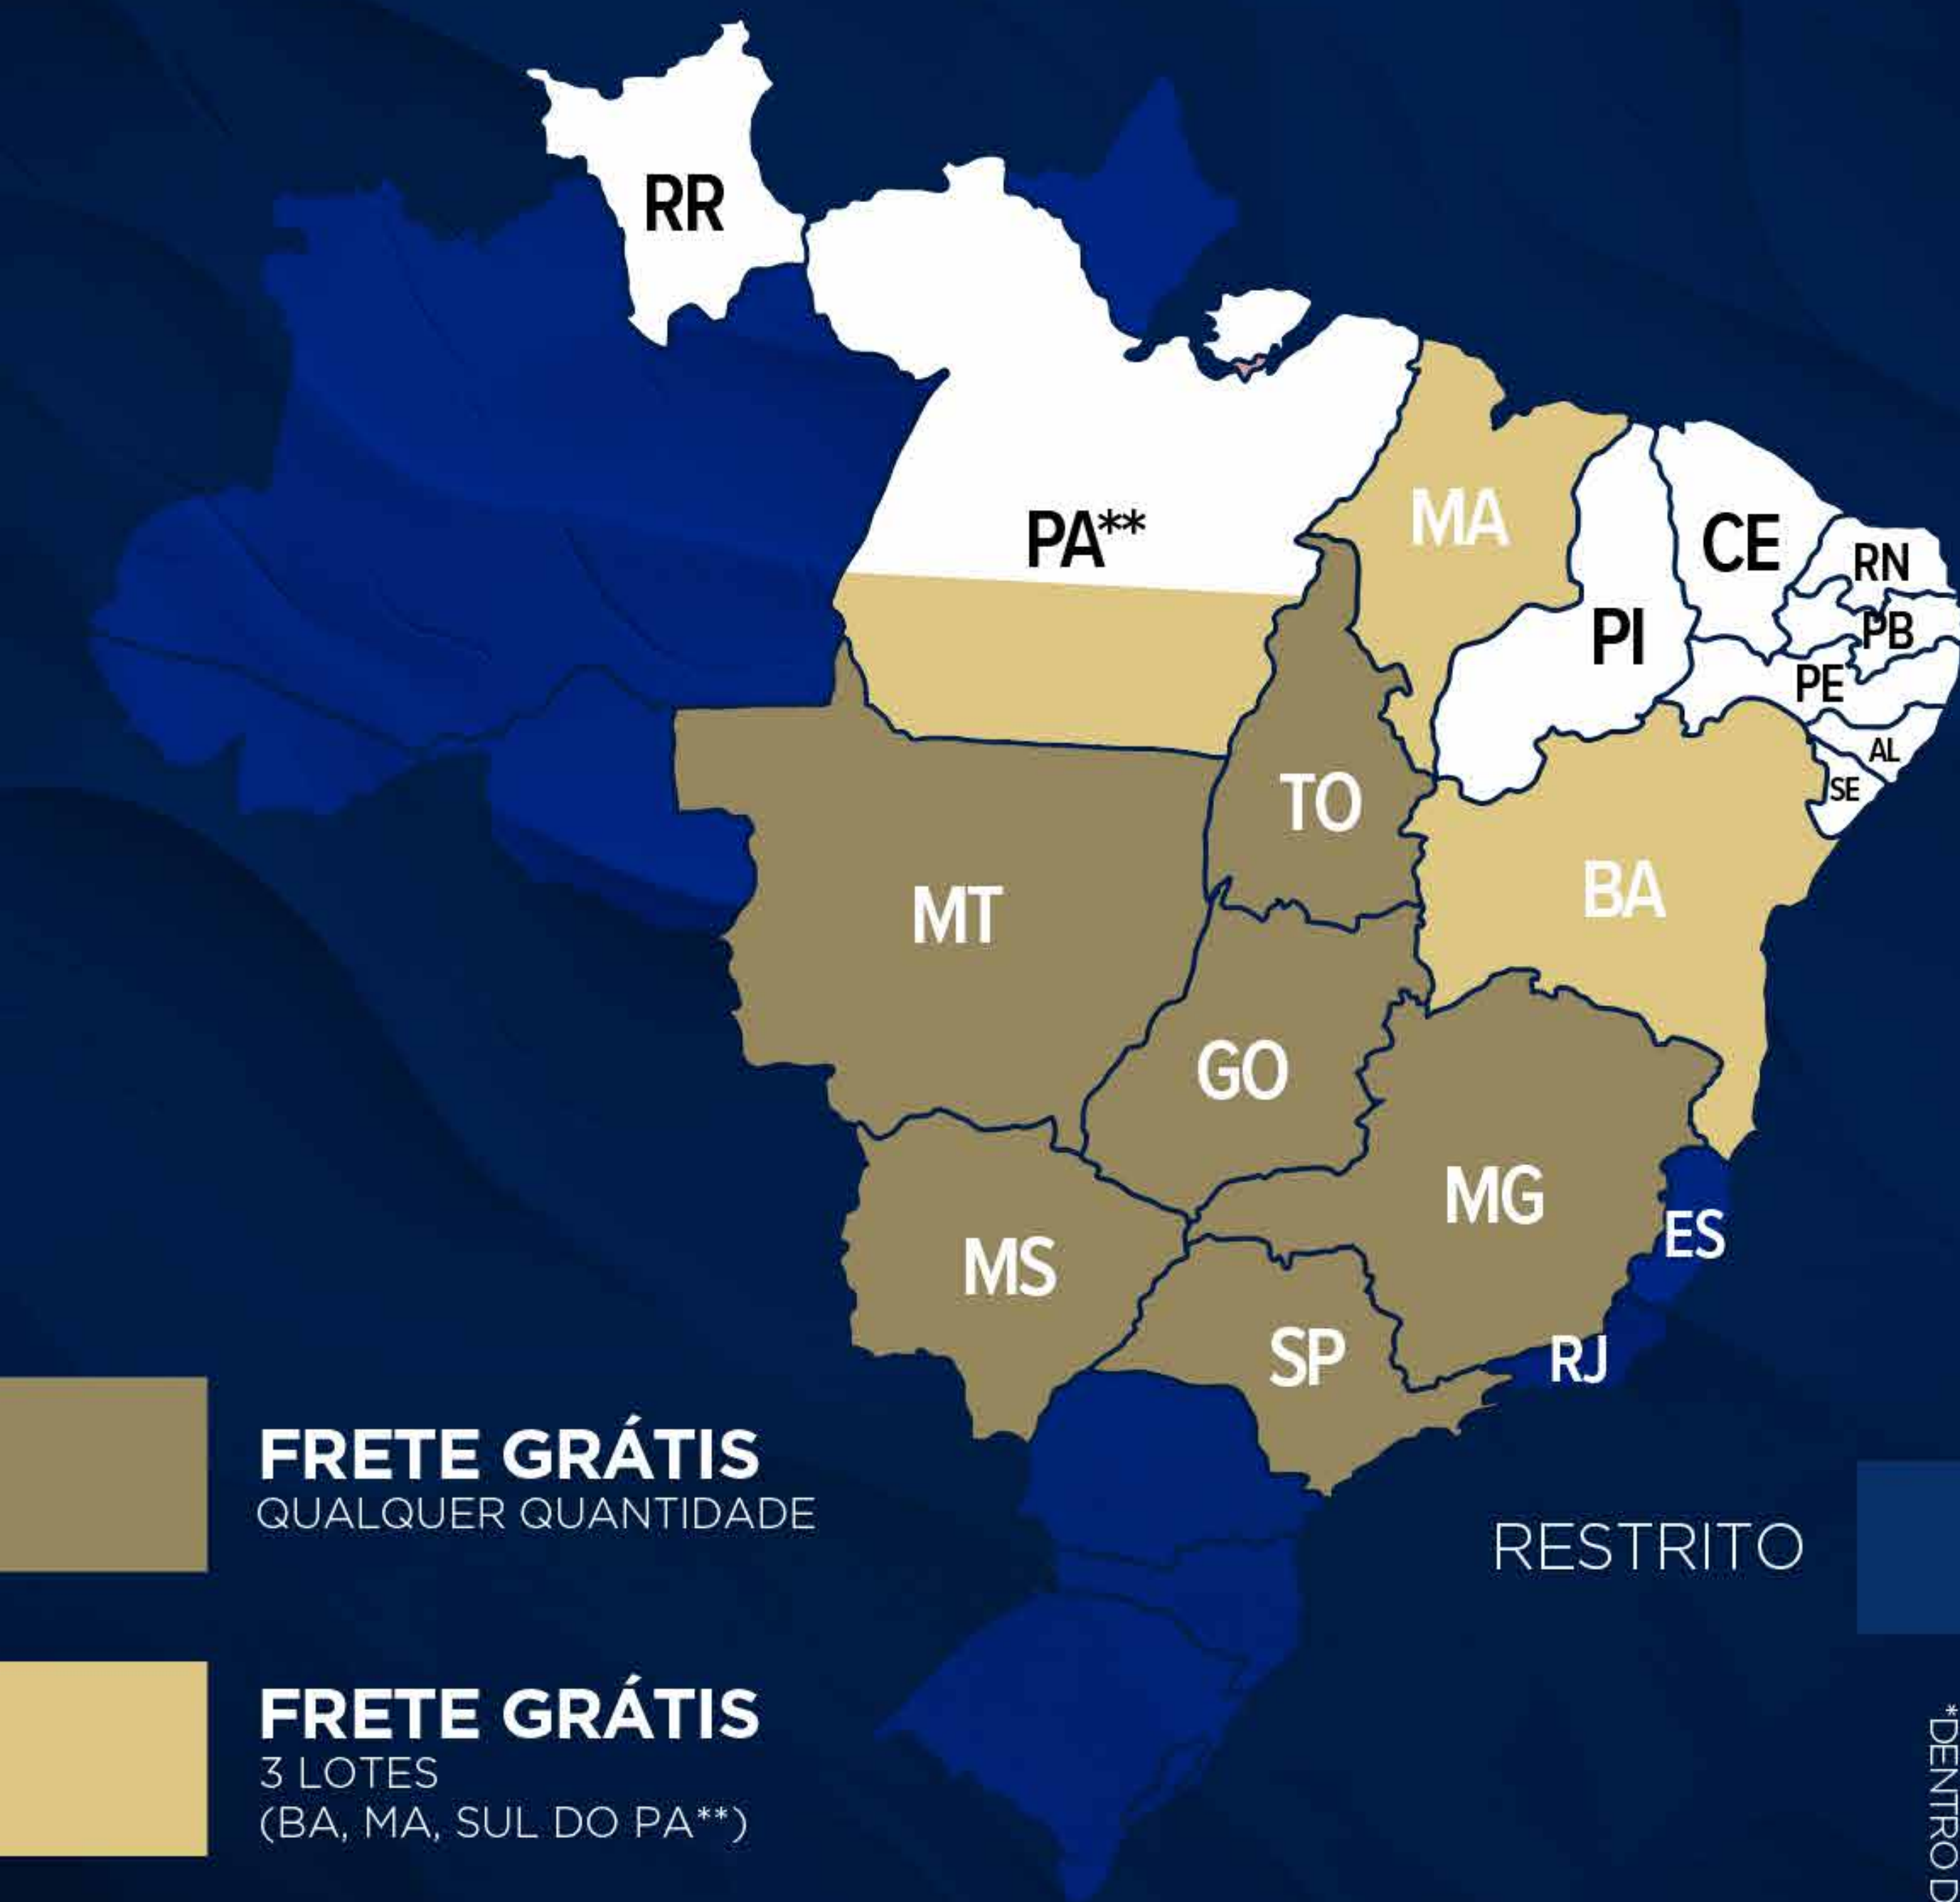 RR
PA**
MA
CE
RN
PI
PB
PE
AL
SE
TO
BA
MT
GO
MG
ES
MS
SP
RJ
FRETE GRÁTIS
QUALQUER QUANTIDADE
RESTRITO
FRETE GRÁTIS
3 LOTES
(BA, MA, SUL DO PA**)
*DENTRO D